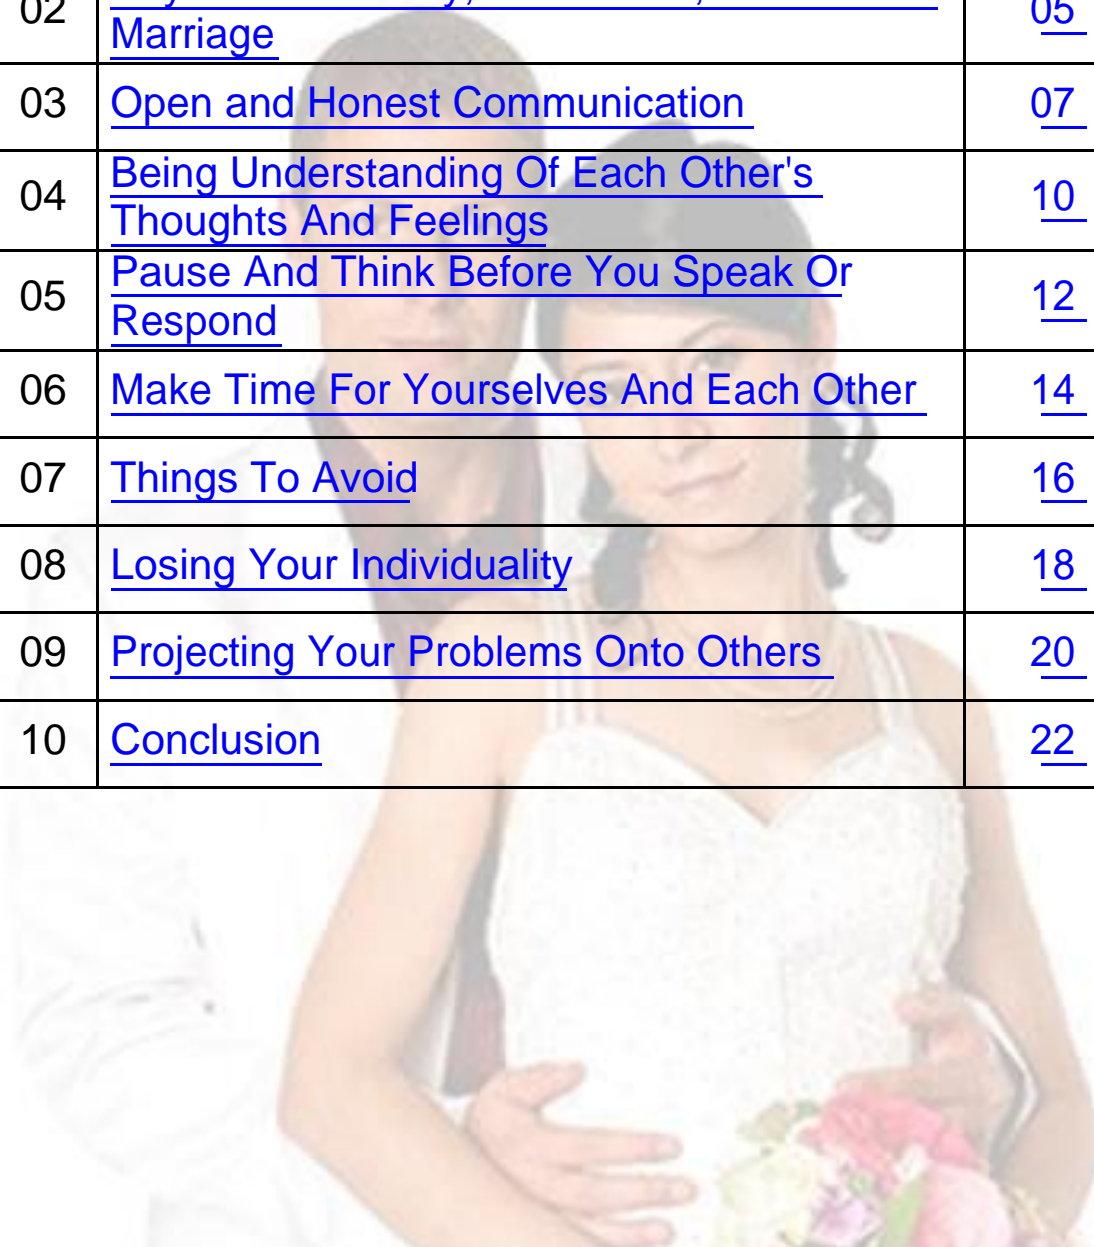 02 05
Marriage
03 Open and Honest Communication 07
Being Understanding Of Each Other's
04 10
Thoughts And Feelings
Pause And Think Before You Speak Or
05 12
Respond
06 Make Time For Yourselves And Each Other 14
07 Things To Avoid 16
08 Losing Your Individuality 18
09 Projecting Your Problems Onto Others 20
10 Conclusion 22